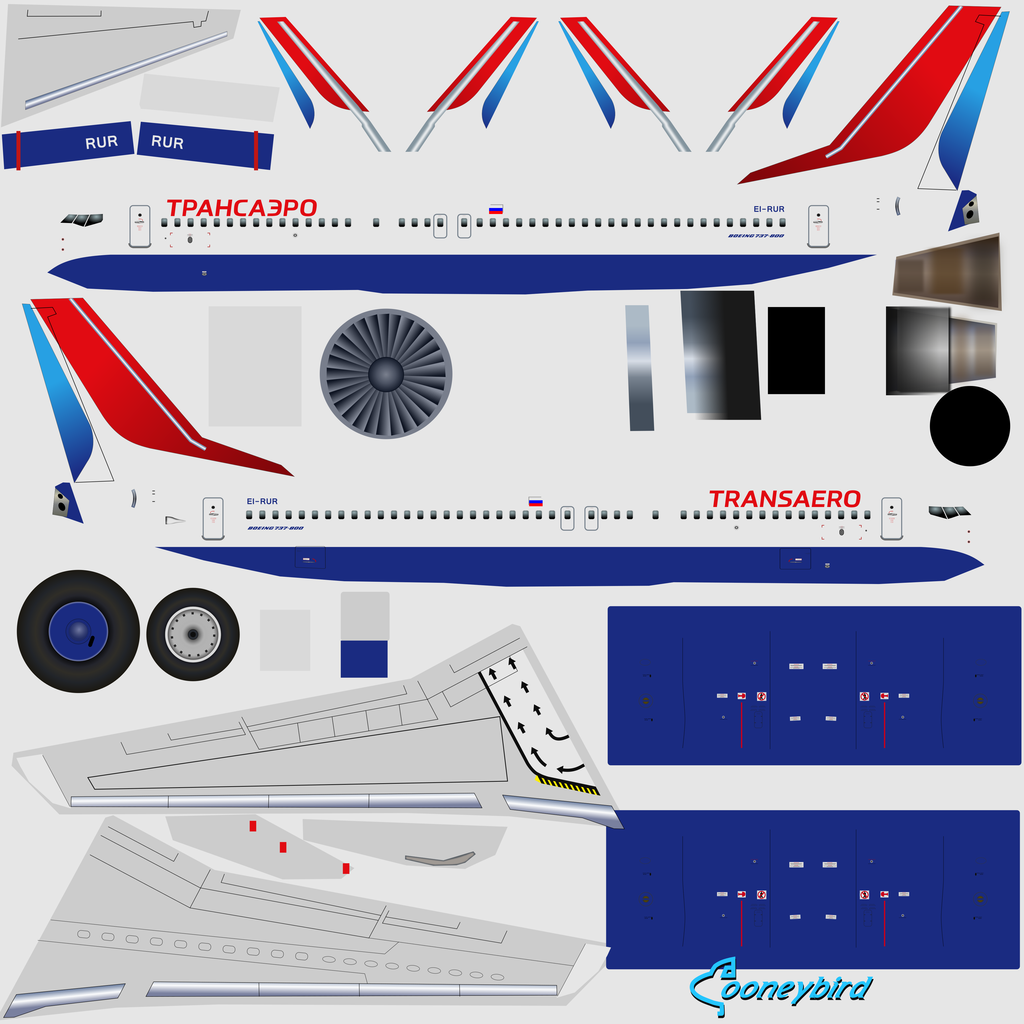 RUR
RUR
ТРАНСАЭРО
EI-RUR
BOEING 737-800
EI-RUR
TRANSAERO
BOEING 737-800
Gooneybird